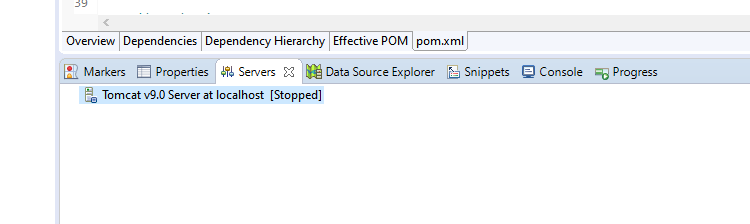 39
Overview Dependencies Dependency Hierarchy Effective POM pom.xml
Markers Properties Servers Data Source Explorer Snippets Console Progress
Tomcat v9.0 Server at localhost [Stopped]